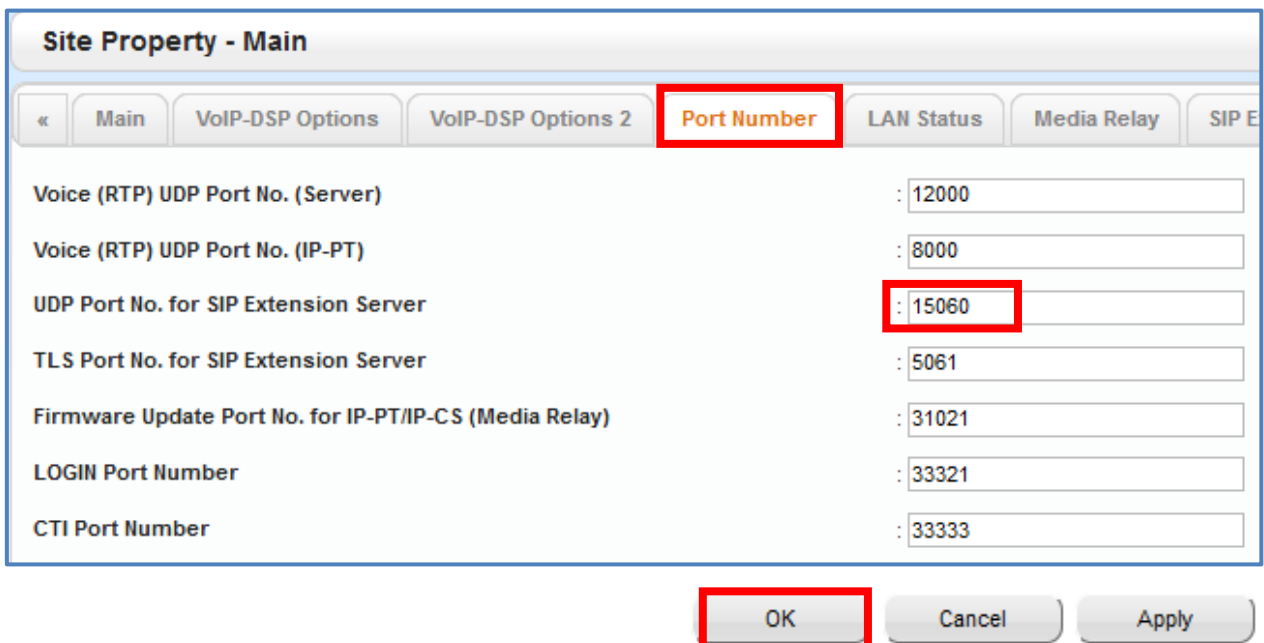 Site Property - Main
« Main VoIP-DSP Options VoIP-DSP Options 2 Port Number LAN Status Media Relay SIP E
Voice (RTP) UDP Port No. (Server) : 12000
Voice (RTP) UDP Port No. (IP-PT) : 8000
UDP Port No. for SIP Extension Server : 15060
TLS Port No. for SIP Extension Server : 5061
Firmware Update Port No. for IP-PT/IP-CS (Media Relay) : 31021
LOGIN Port Number : 33321
CTI Port Number : 33333
OK Cancel Apply